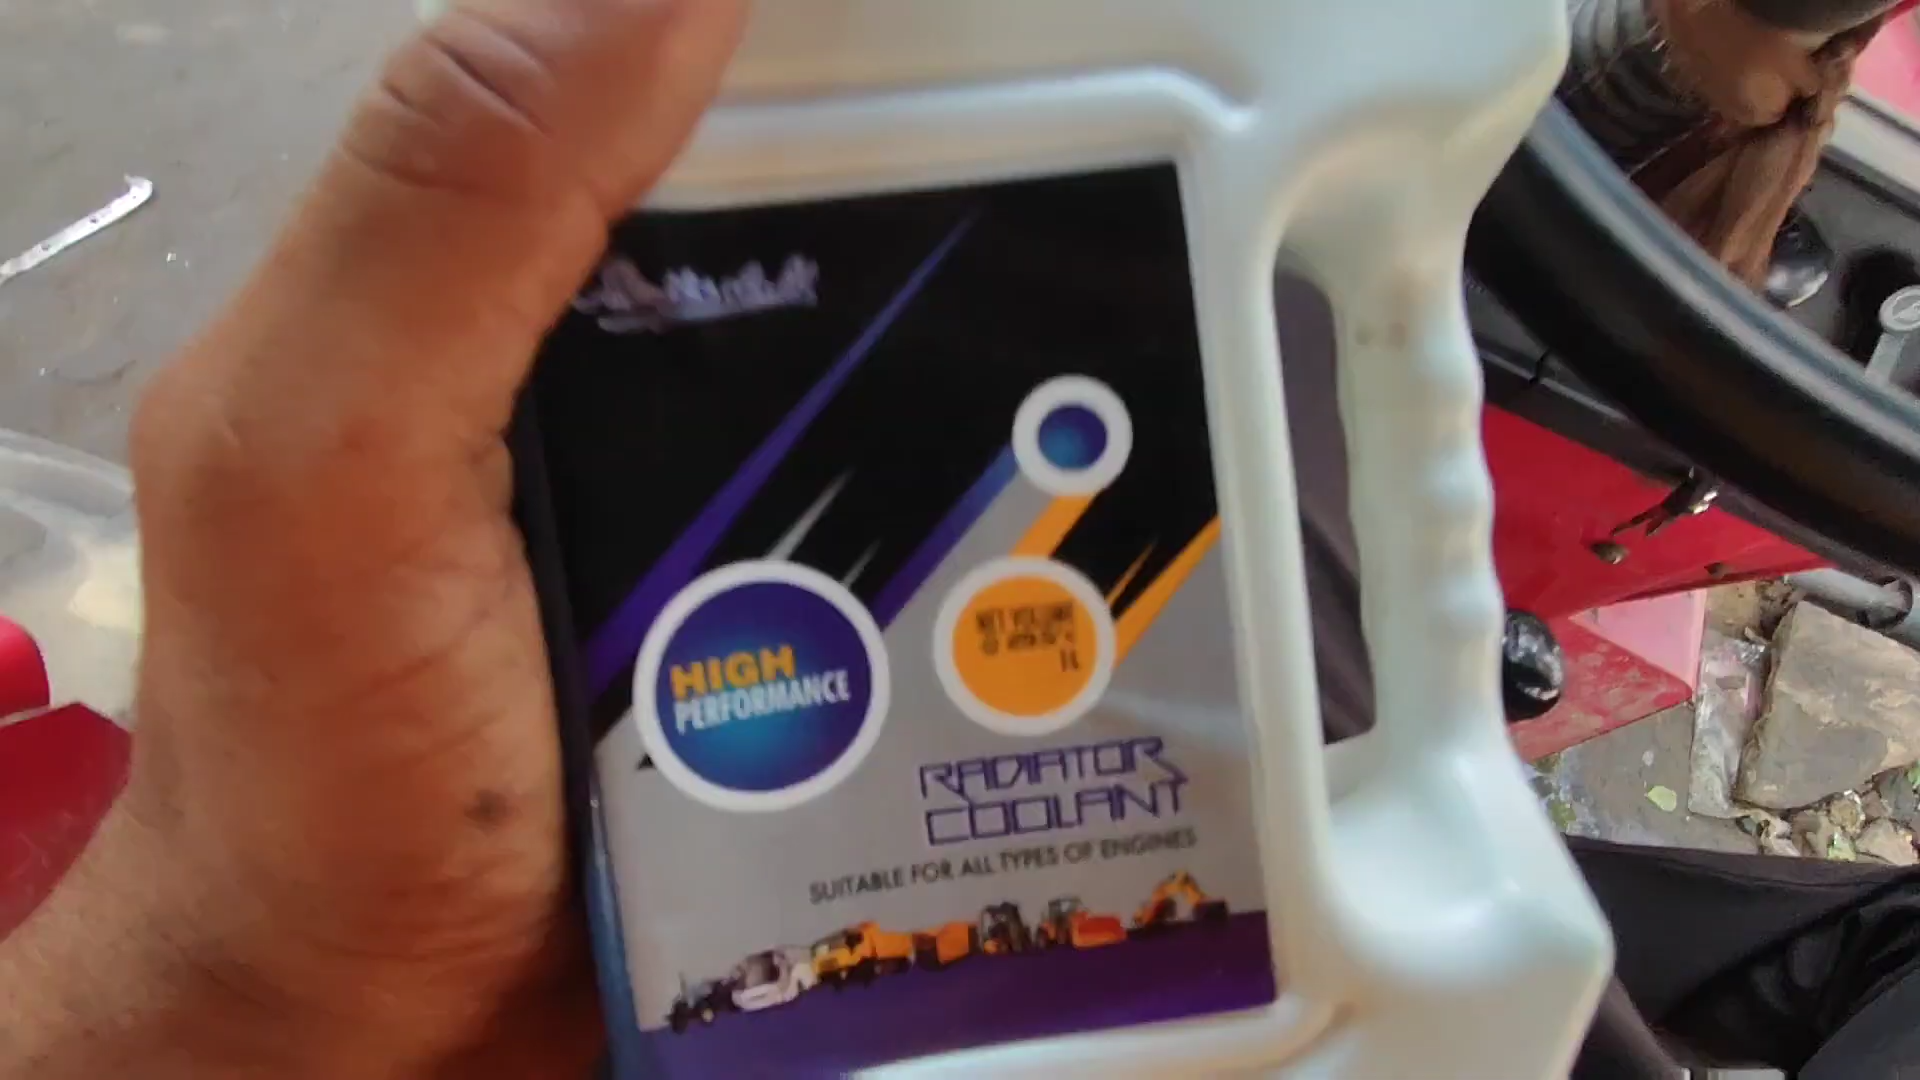 HIGH
PERFORMANCE
NET VOLUME
1L
RADIATOR
COOLANT
SUITABLE FOR ALL TYPES OF ENGINES